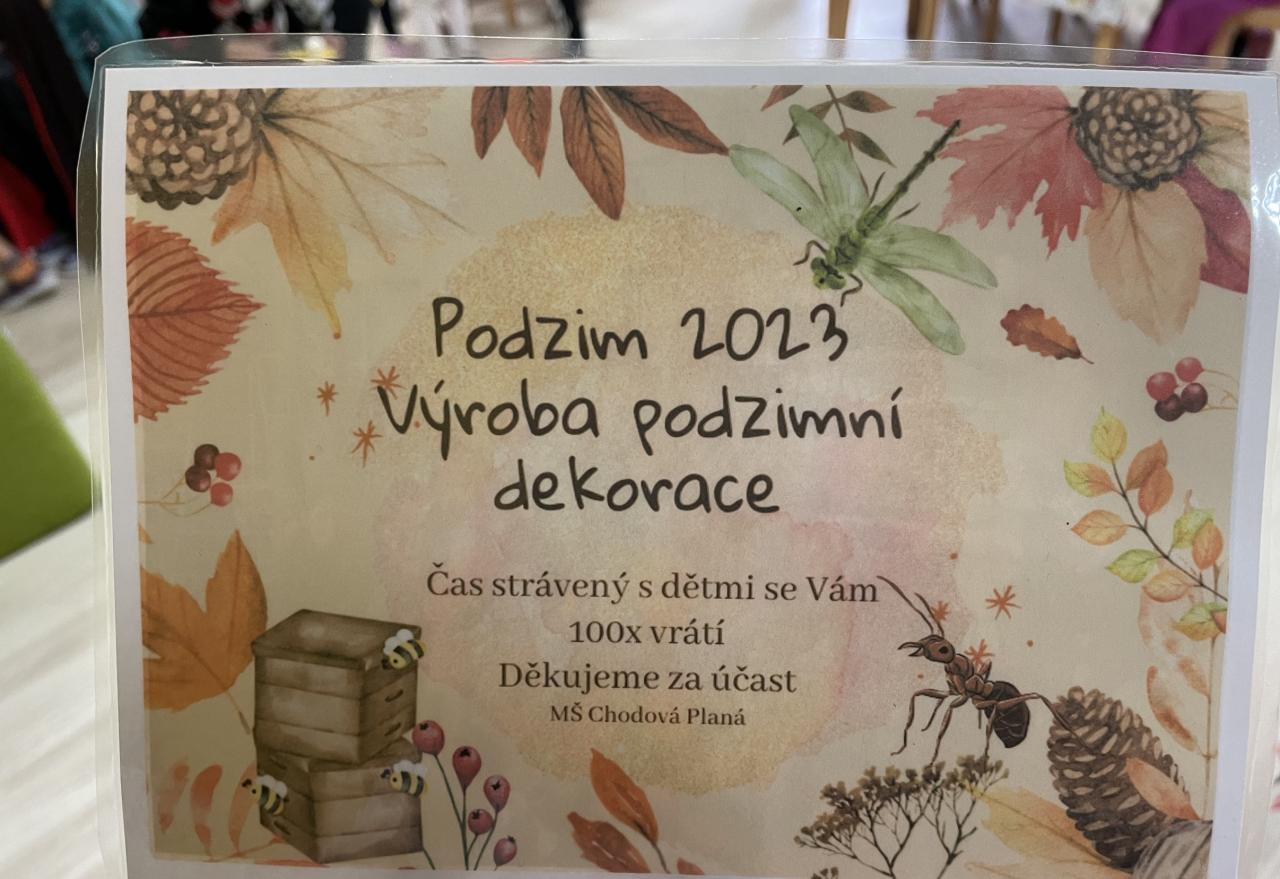 Podzim 2023
Výroba podzimní
dekorace
Čas strávený s dětmi se Vám
100x vrátí
Děkujeme za účast
MŠ Chodová Planá